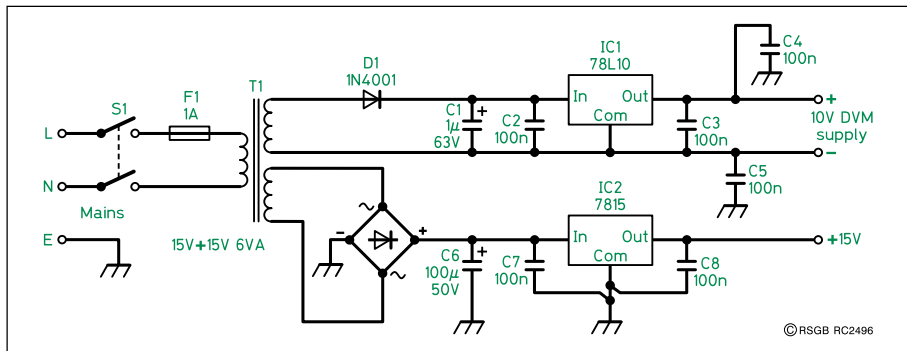 S1
F1
1A
T1
D1
1N4001
IC1
78L10
In
Out
Com
C1
1µ
63V
+
C2
100n
C3
100n
C4
100n
C5
100n
+
10V DVM
supply
−
L
N
Mains
E
15V+15V 6VA
~
-
+
~
C6
100µ
50V
+
C7
100n
IC2
7815
In
Out
Com
C8
100n
+15V
© RSGB RC2496